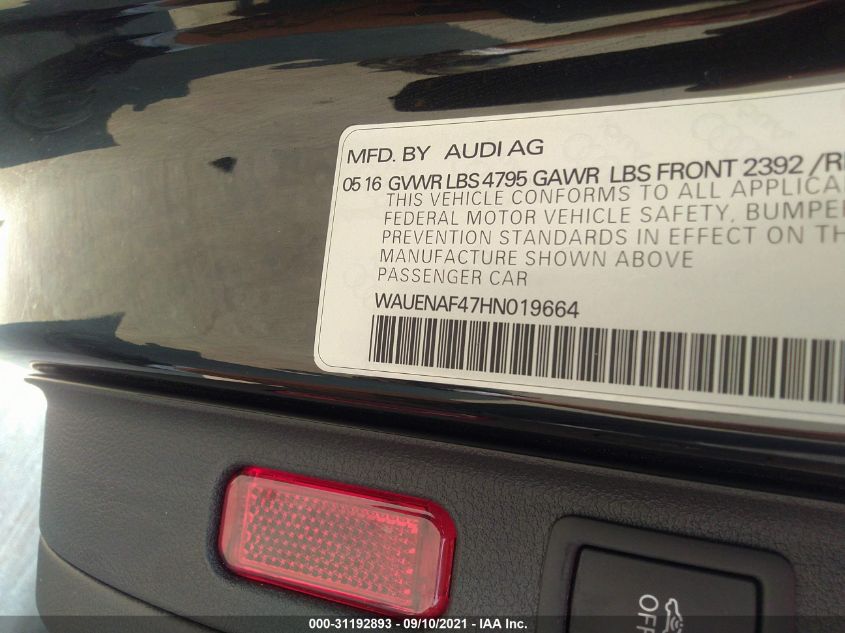 MFD. BY AUDI AG
05 16 GVWR LBS 4795 GAWR LBS FRONT 2392 /R
THIS VEHICLE CONFORMS TO ALL APPLICA
FEDERAL MOTOR VEHICLE SAFETY, BUMPE
PREVENTION STANDARDS IN EFFECT ON TH
MANUFACTURE SHOWN ABOVE
PASSENGER CAR
WAUENAF47HN019664
OFF
000-31192893 - 09/10/2021 - IAA Inc.